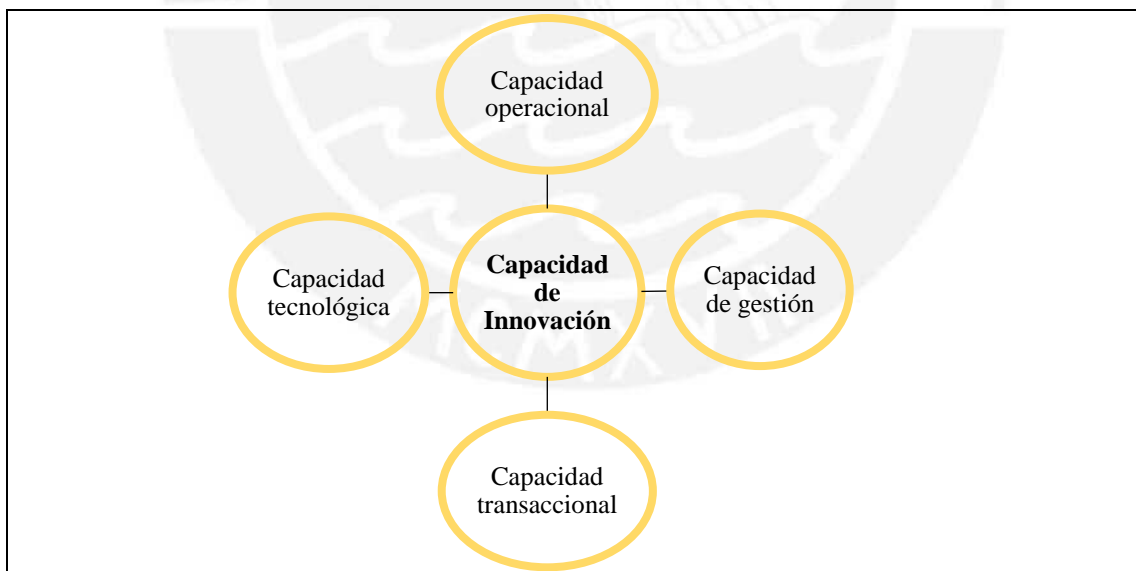 Capacidad
operacional
Capacidad
tecnológica
Capacidad
de
Innovación
Capacidad
de gestión
Capacidad
transaccional